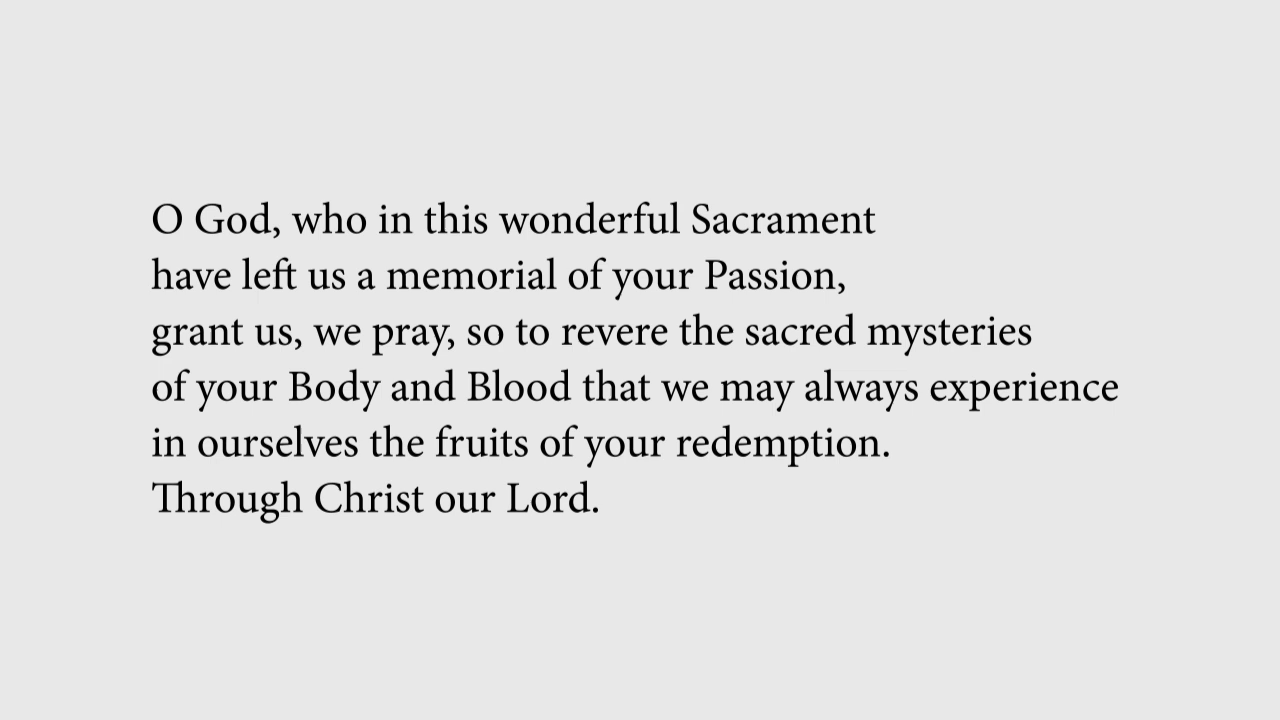 O God, who in this wonderful Sacrament
have left us a memorial of your Passion,
grant us, we pray, so to revere the sacred mysteries
of your Body and Blood that we may always experience
in ourselves the fruits of your redemption.
Through Christ our Lord.